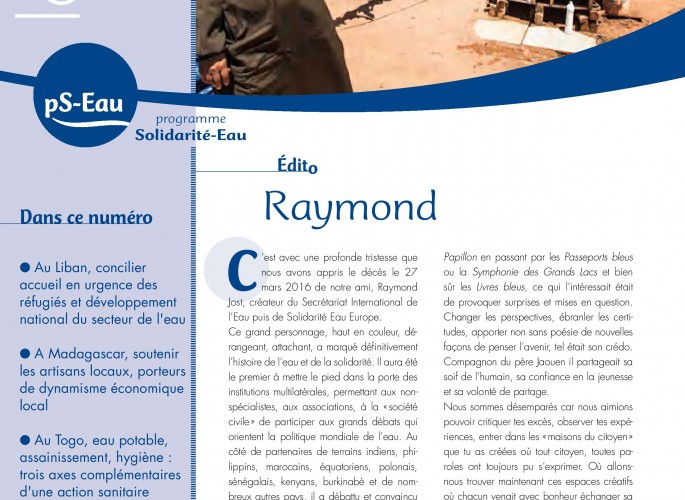 pS-Eau
programme
Solidarité-Eau
Édito
Raymond
Dans ce numéro
● Au Liban, concilier
accueil en urgence des
réfugiés et développement
national du secteur de l'eau
● A Madagascar, soutenir
les artisans locaux, porteurs
de dynamisme économique
local
● Au Togo, eau potable,
assainissement, hygiène :
trois axes complémentaires
d'une action sanitaire
C'est avec une profonde tristesse que
nous avons appris le décès le 27
mars 2016 de notre ami, Raymond
Jost, créateur du Secrétariat International de
l'Eau puis de Solidarité Eau Europe.
Ce grand personnage, haut en couleur, dé-
rangeant, attachant, a marqué définitivement
l'histoire de l'eau et de la solidarité. Il aura été
le premier à mettre le pied dans la porte des
institutions multilatérales, permettant aux non-
spécialistes, aux associations, à la « société
civile » de participer aux grands débats qui
orientent la politique mondiale de l'eau. Au
côté de partenaires de terrains indiens, phi-
lippins, marocains, équatoriens, polonais,
sénégalais, kenyans, burkinabé et de nom-
breux autres pays, il a débattu et convaincu
Papillon en passant par les Passeports bleus
ou la Symphonie des Grands Lacs et bien
sûr les Livres bleus, ce qui l'intéressait était
de provoquer surprises et mises en question.
Changer les perspectives, ébranler les certi-
tudes, apporter non sans poésie de nouvelles
façons de penser l'avenir, tel était son crédo.
Compagnon du père Jaouen il partageait sa
soif de l'humain, sa confiance en la jeunesse
et sa volonté de partage.
Nous sommes désemparés car nous aimions
pouvoir critiquer tes excès, observer tes expé-
riences, entrer dans les « maisons du citoyen »
que tu as créées où tout citoyen, toutes pa-
roles ont toujours pu s'exprimer. Où allons-
nous trouver maintenant ces espaces créatifs
où chacun venait avec bonheur échanger sur